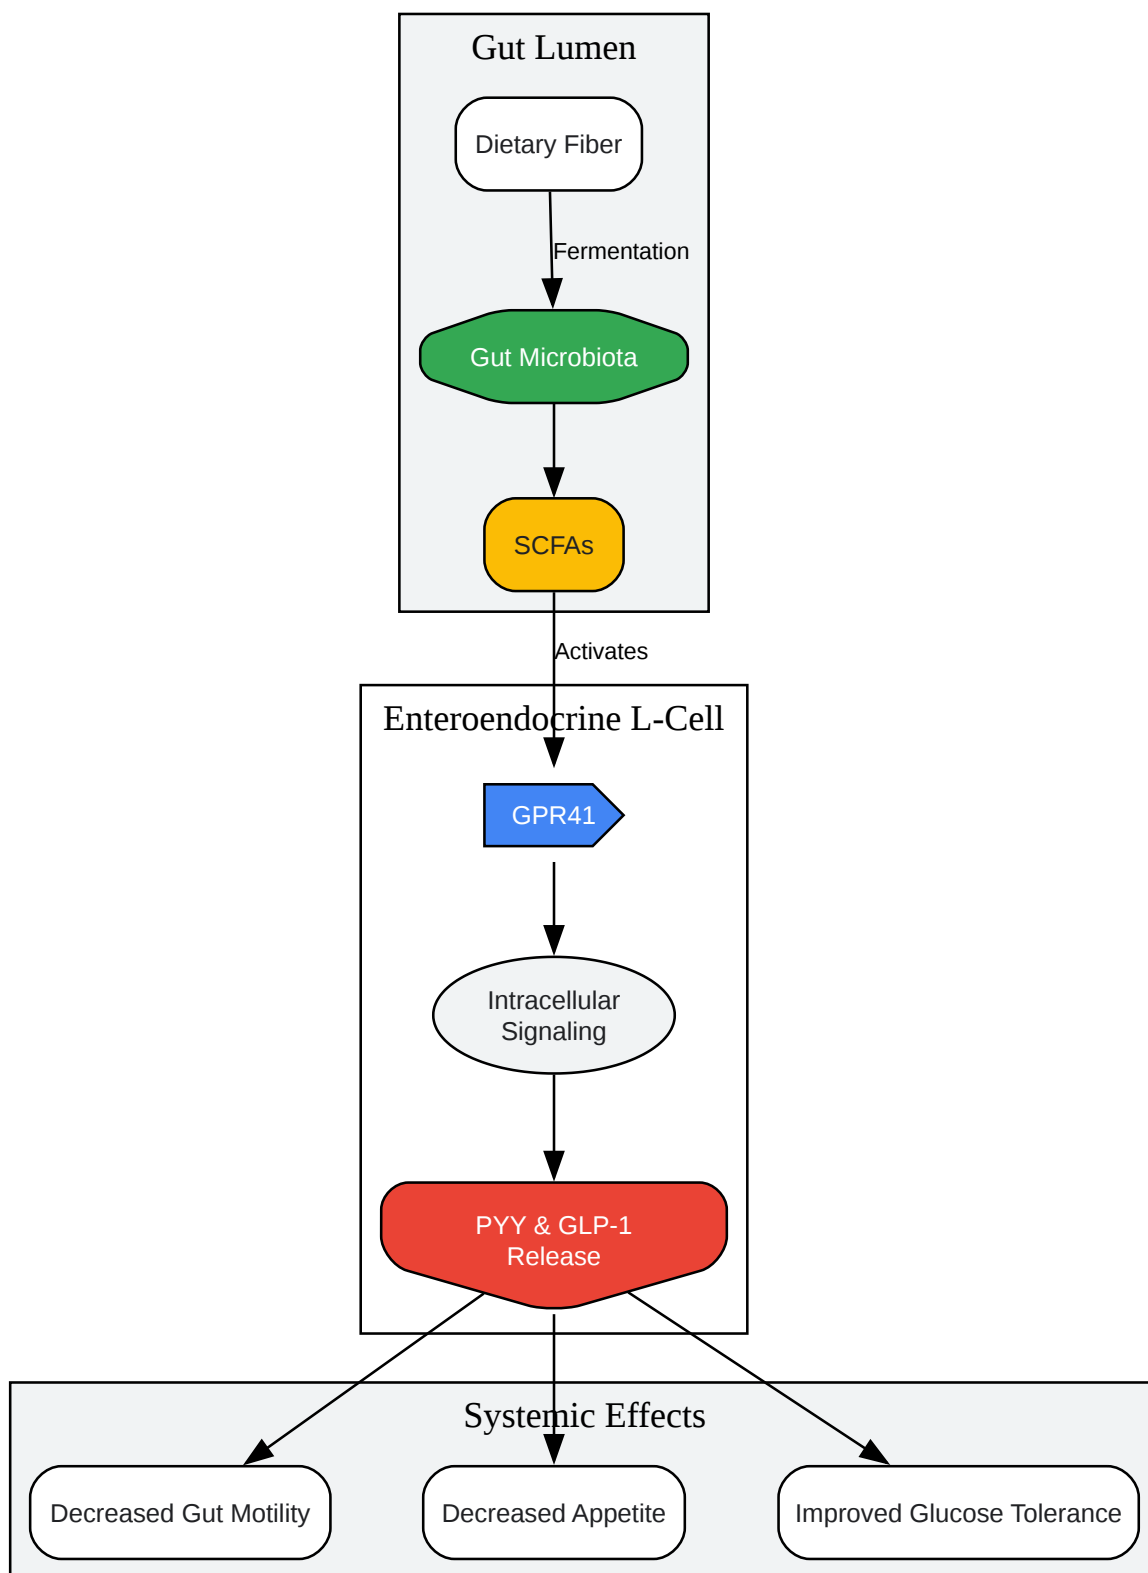 Gut Lumen
Dietary Fiber
Fermentation
Gut Microbiota
SCFAs
Activates
Enteroendocrine L-Cell
GPR41
Intracellular
Signaling
PYY & GLP-1
Release
Systemic Effects
Decreased Gut Motility
Decreased Appetite
Improved Glucose Tolerance